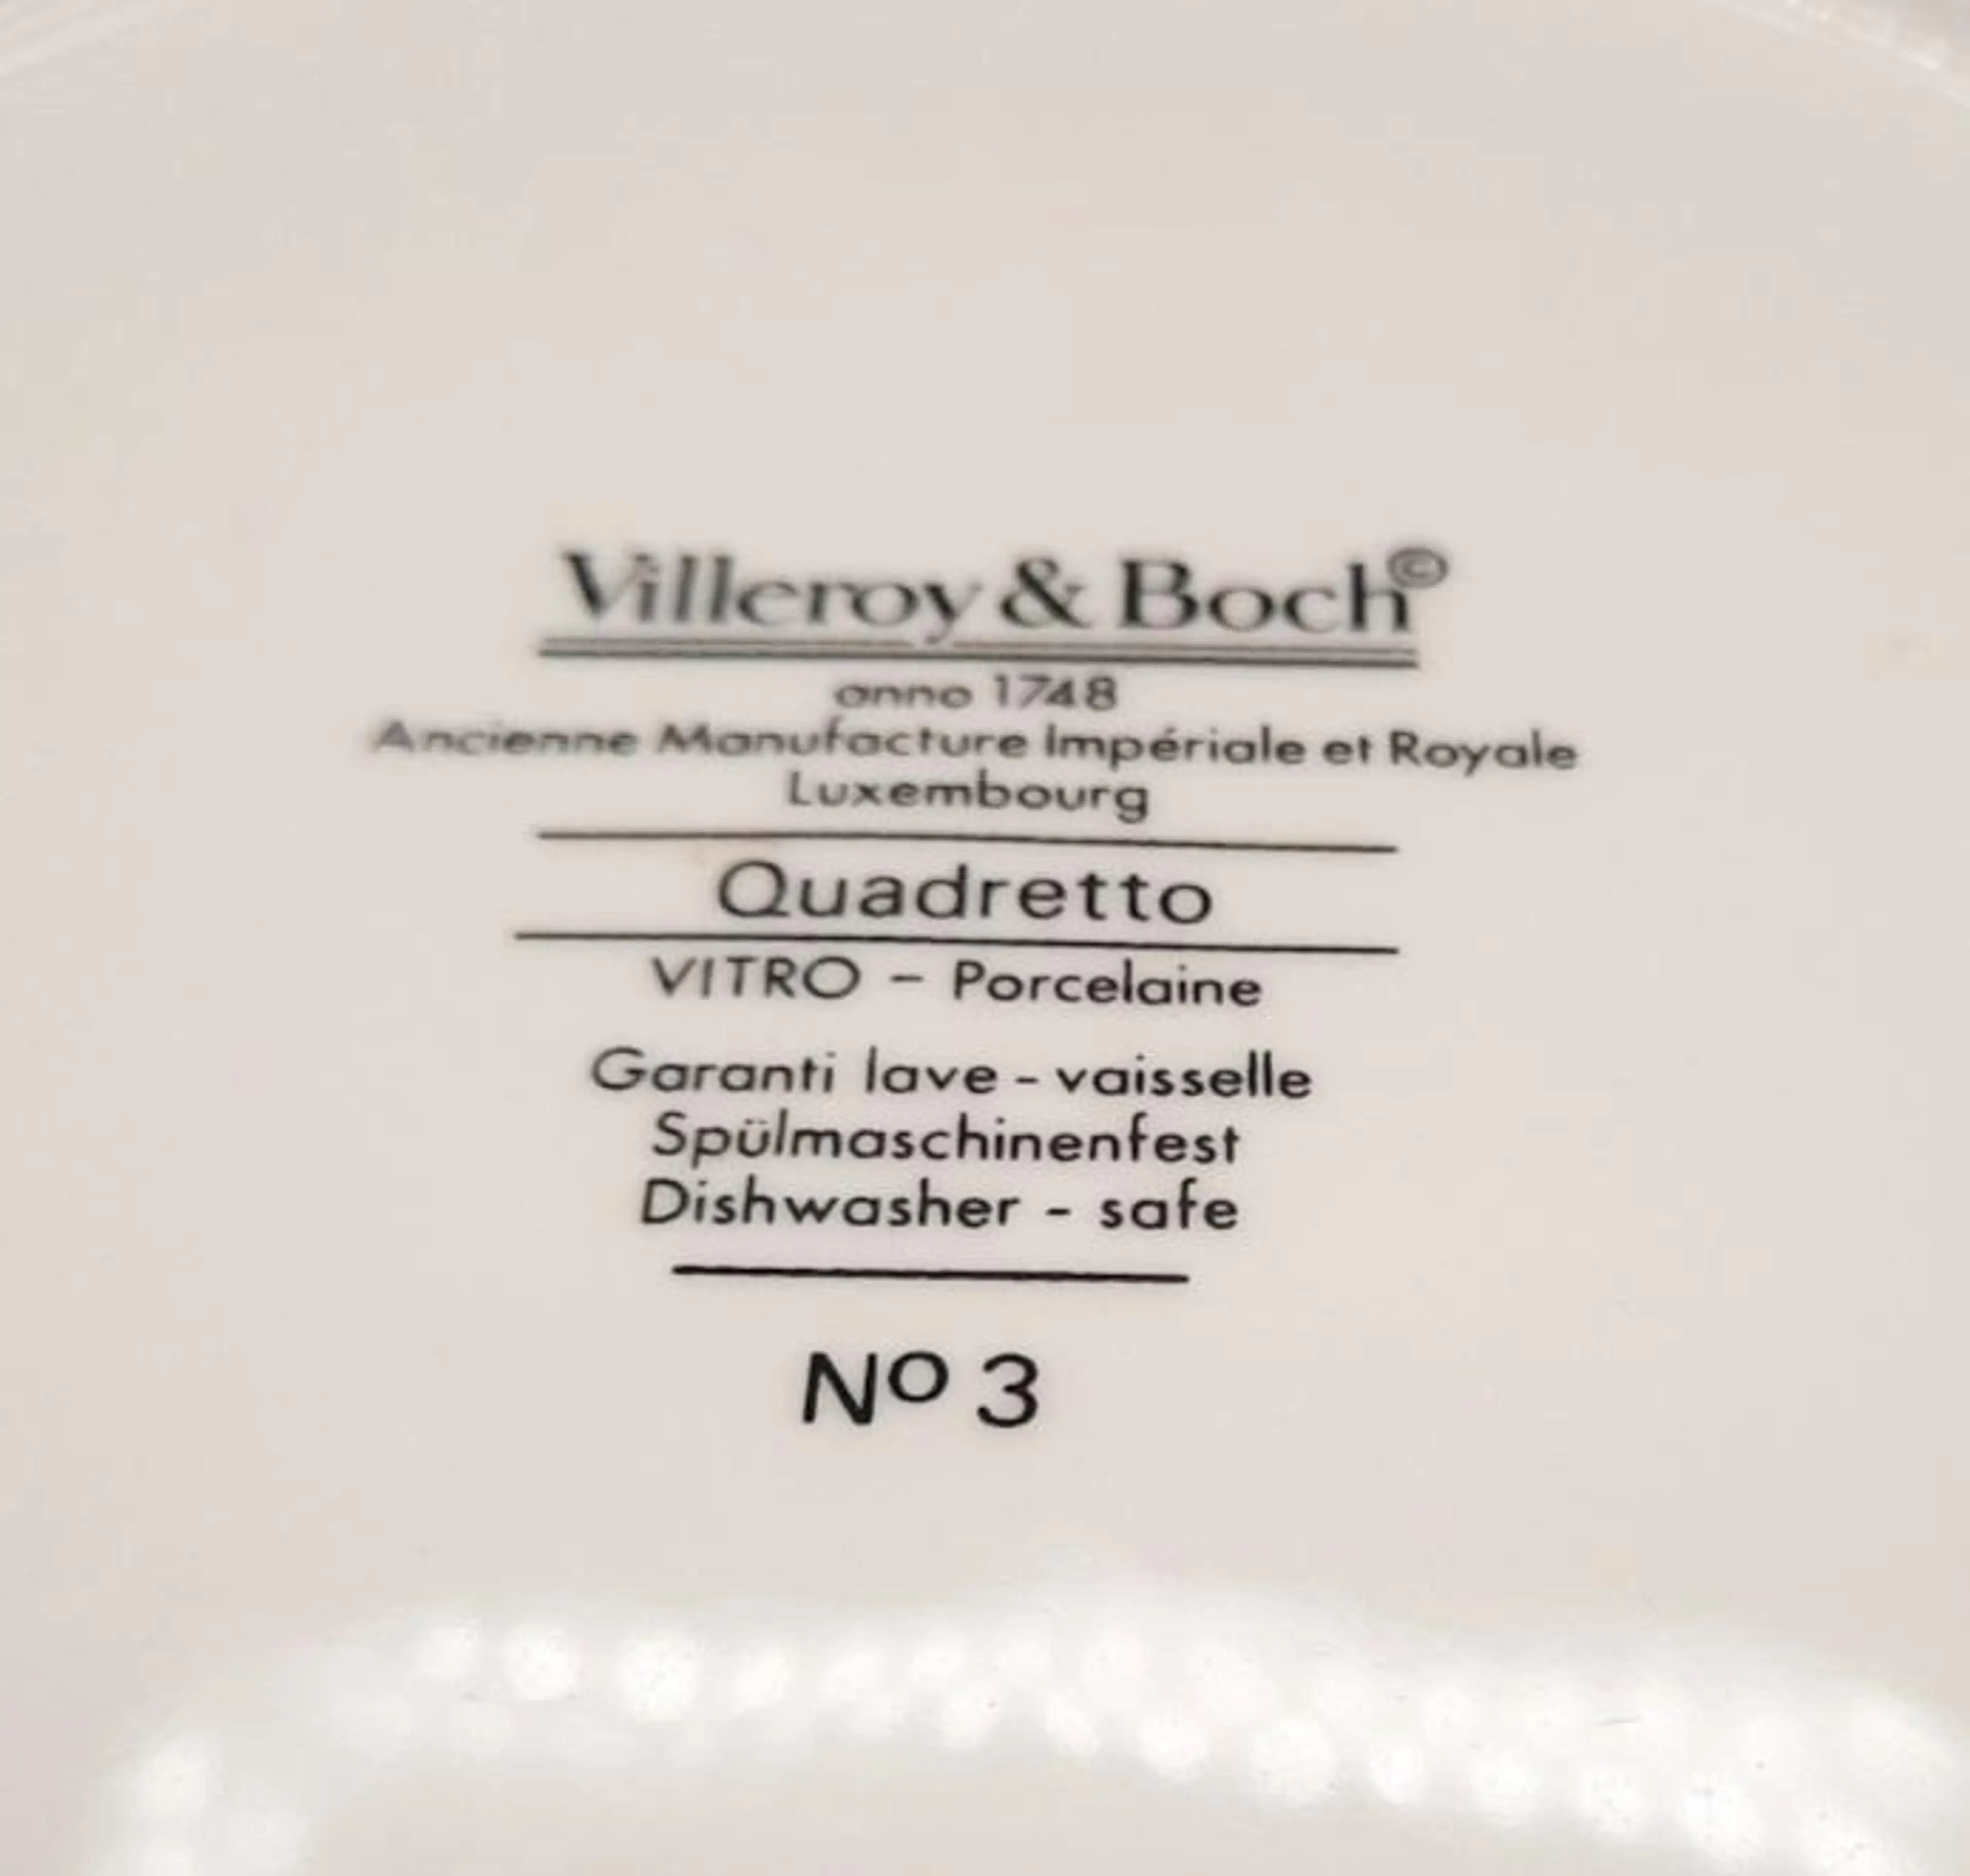 Villeroy & Boch©
anno 1748
Ancienne Manufacture Impériale et Royale
Luxembourg
Quadretto
VITRO – Porcelaine
Garanti lave - vaisselle
Spülmaschinenfest
Dishwasher - safe
Nº 3